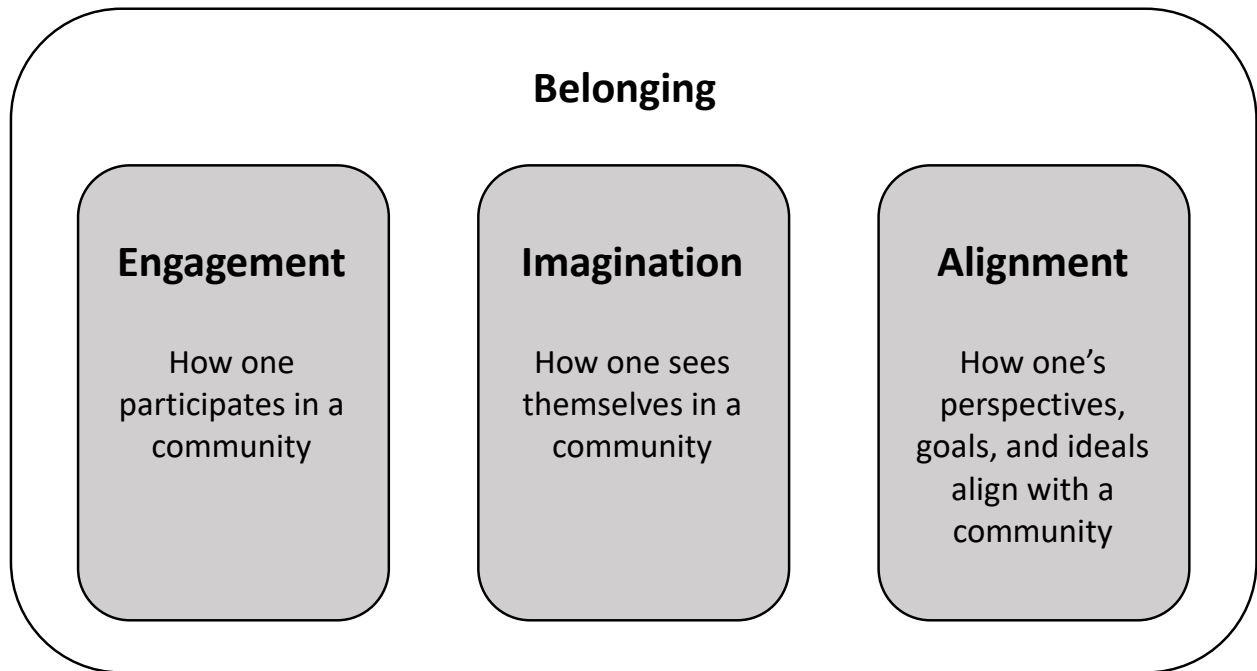 Belonging
Engagement
How one
participates in a
community
Imagination
How one sees
themselves in a
community
Alignment
How one’s
perspectives,
goals, and ideals
align with a
community